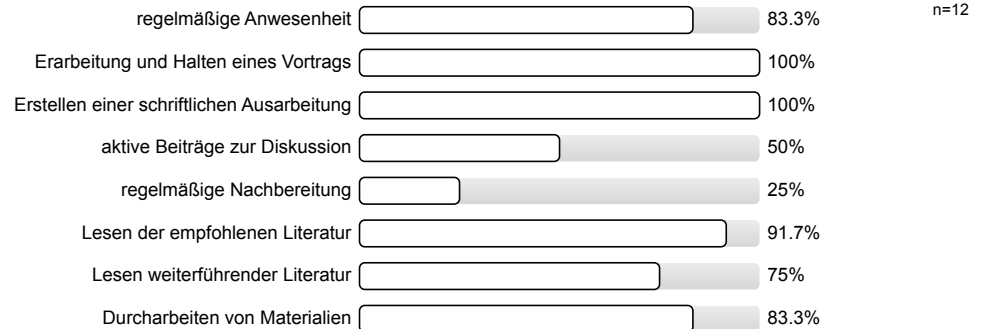 regelmäßige Anwesenheit 83.3% n=12
Erarbeitung und Halten eines Vortrags 100%
Erstellen einer schriftlichen Ausarbeitung 100%
aktive Beiträge zur Diskussion 50%
regelmäßige Nachbereitung 25%
Lesen der empfohlenen Literatur 91.7%
Lesen weiterführender Literatur 75%
Durcharbeiten von Materialien 83.3%